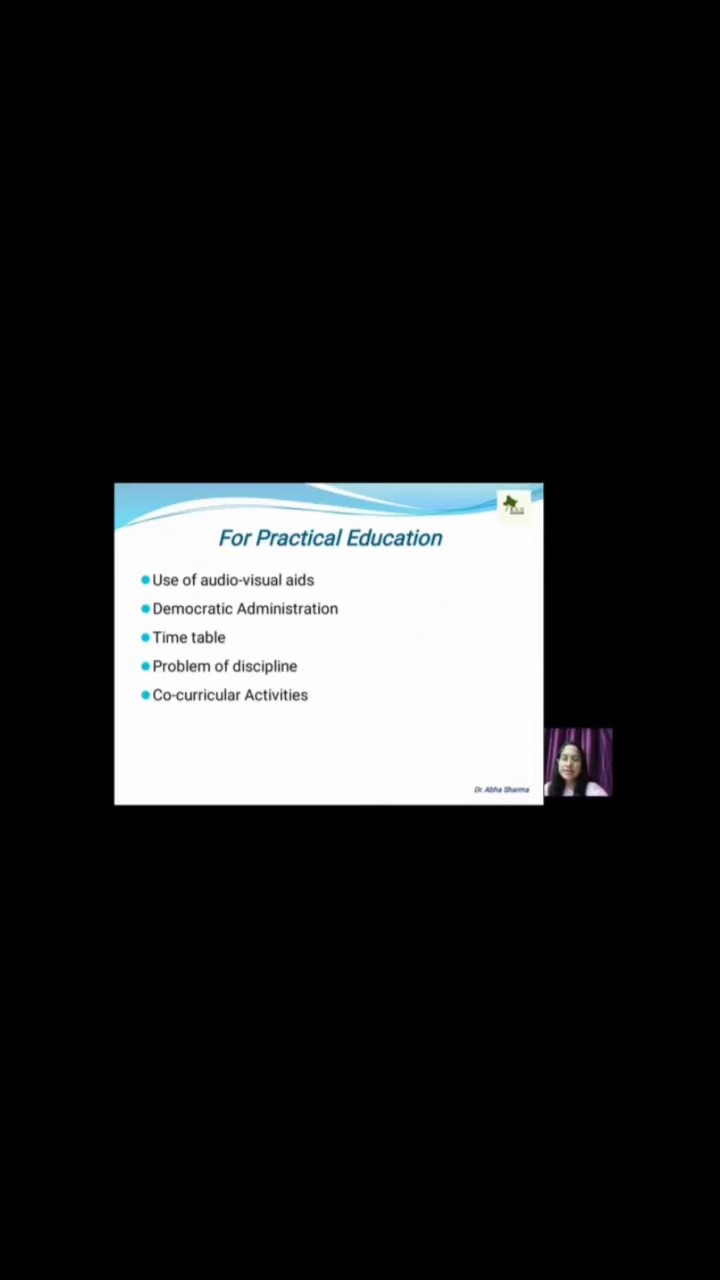 For Practical Education
Use of audio-visual aids
Democratic Administration
Time table
Problem of discipline
Co-curricular Activities
Dr. Abha Sharma